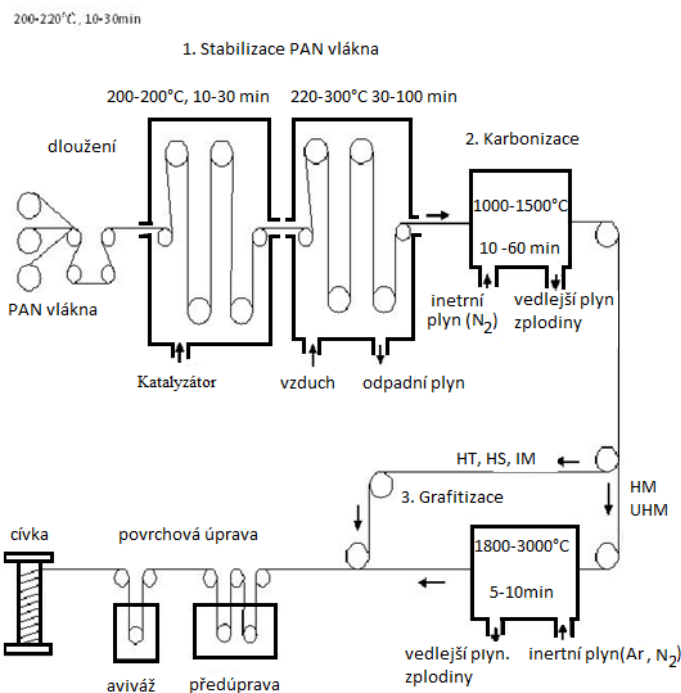 200-220°C, 10-30min
1. Stabilizace PAN vlákna
200-200°C, 10-30 min
220-300°C 30-100 min
dloužení
2. Karbonizace
1000-1500°C
10 -60 min
PAN vlákna
inetrní
plyn (N2)
vedlejší plyn
zplodiny
Katalyzátor
vzduch
odpadní plyn
HT, HS, IM
3. Grafitizace
HM
UHM
cívka
povrchová úprava
1800-3000°C
5-10min
vedlejší plyn.
zplodiny
inertní plyn(Ar, N2)
aviváž
předúprava